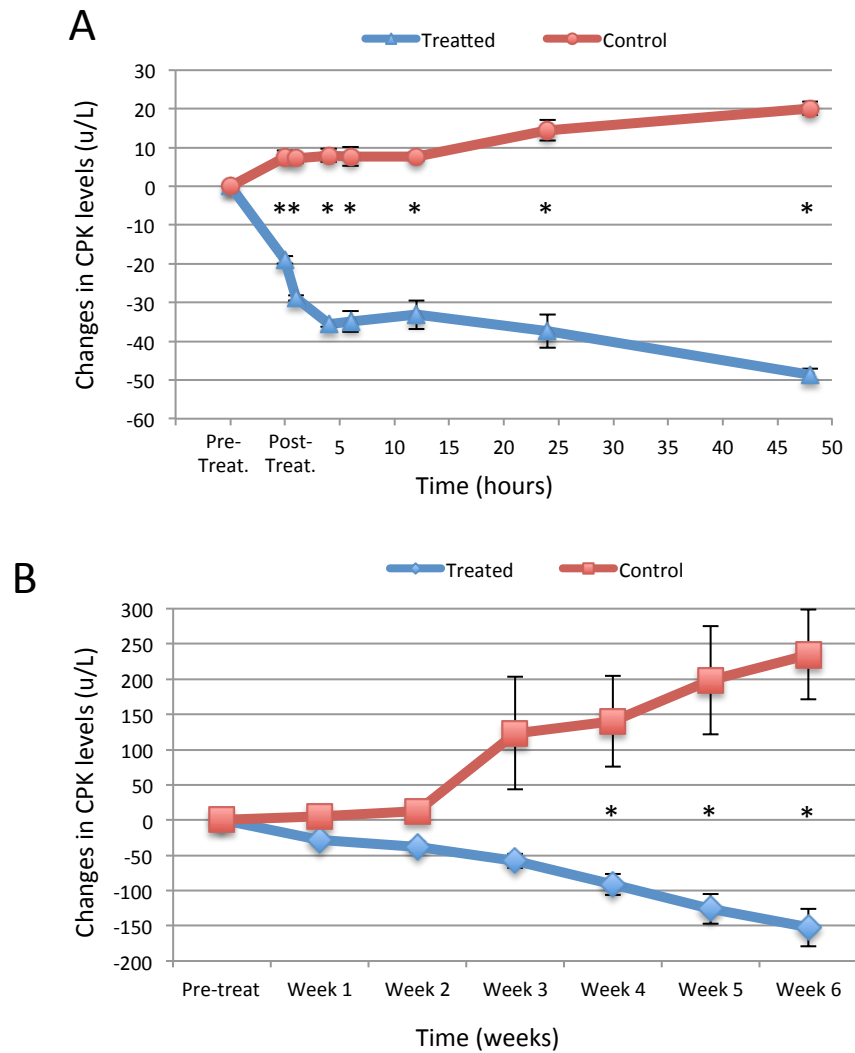 A
Treatted Control
Changes in CPK levels (u/L)
30
20
10
0
-10
-20
-30
-40
-50
-60
* * * * * * *
Pre-Treat. Post-Treat. 5 10 15 20 25 30 35 40 45 50
Time (hours)
B
Treated Control
Changes in CPK levels (u/L)
300
250
200
150
100
50
0
-50
-100
-150
-200
* * *
Pre-treat Week 1 Week 2 Week 3 Week 4 Week 5 Week 6
Time (weeks)